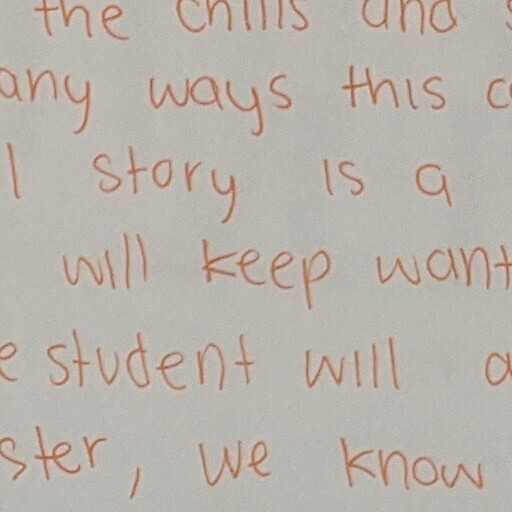 the chills and
any ways this
story is a
will keep want
student will
ster, we know